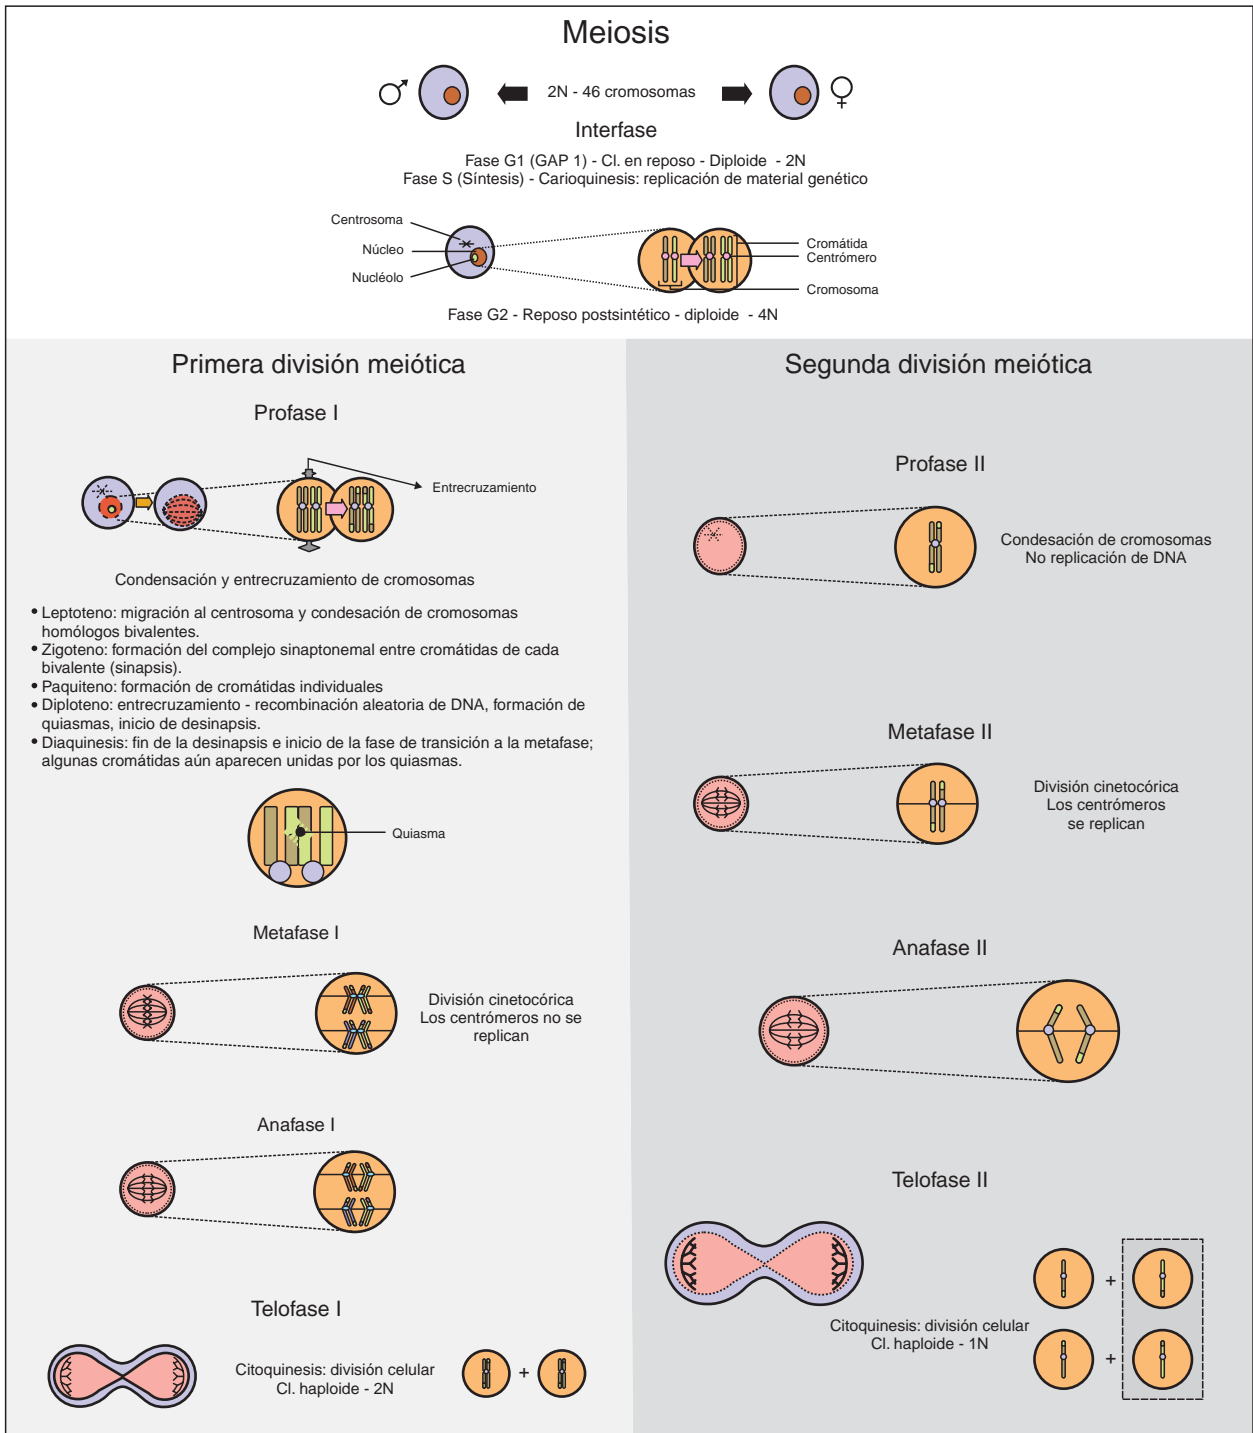 Meiosis
2N - 46 cromosomas
Interfase
Fase G1 (GAP 1) - Cl. en reposo - Diploide - 2N
Fase S (Síntesis) - Carioquinesis: replicación de material genético
Centrosoma
Núcleo
Nucléolo
Cromátida
Centrómero
Cromosoma
Fase G2 - Reposo postsintético - diploide - 4N
Primera división meiótica
Profase I
Entrecruzamiento
Condensación y entrecruzamiento de cromosomas
• Leptoteno: migración al centrosoma y condesación de cromosomas
homólogos bivalentes.
• Zigoteno: formación del complejo sinaptonemal entre cromátidas de cada
bivalente (sinapsis).
• Paquiteno: formación de cromátidas individuales
• Diploteno: entrecruzamiento - recombinación aleatoria de DNA, formación de
quiasmas, inicio de desinapsis.
• Diaquinesis: fin de la desinapsis e inicio de la fase de transición a la metafase;
algunas cromátidas aún aparecen unidas por los quiasmas.
Quiasma
Metafase I
División cinetocórica
Los centrómeros no se
replican
Anafase I
Telofase I
Citoquinesis: división celular
Cl. haploide - 2N
+
Segunda división meiótica
Profase II
Condesación de cromosomas
No replicación de DNA
Metafase II
División cinetocórica
Los centrómeros
se replican
Anafase II
Telofase II
+
Citoquinesis: división celular
Cl. haploide - 1N
+